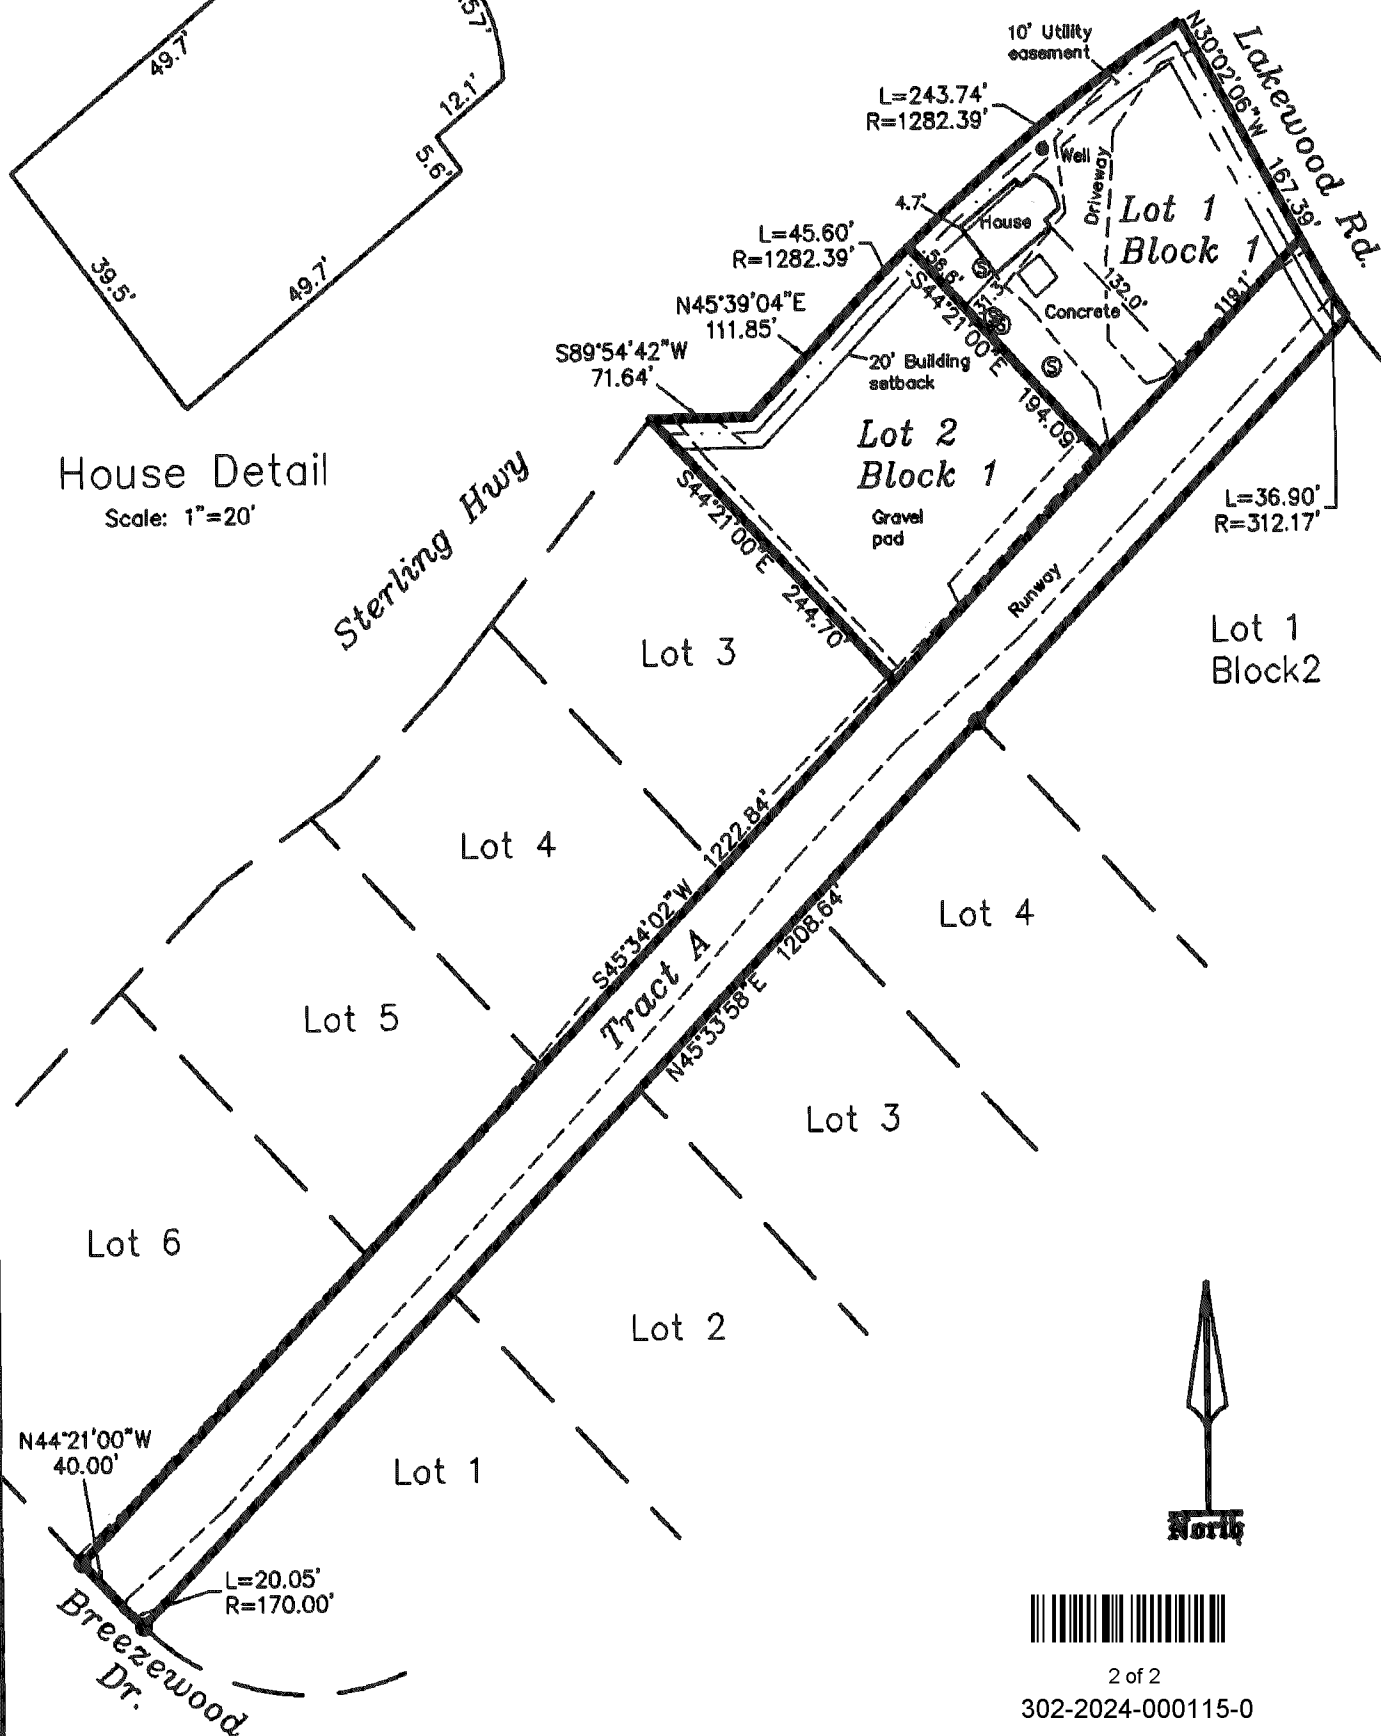 49.7'
57'
12.1'
5.6'
39.5'
49.7'
House Detail
Scale: 1"=20'
10' Utility
easement
L=243.74'
R=1282.39'
N30°02'06"W 167.39'
Lakewood Rd.
Well
Driveway
4.7'
House
Lot 1
Block 1
L=45.60'
R=1282.39'
58.6'
S44°21'00"E 194.09'
132.0'
Concrete
119.1'
S
S
N45°39'04"E
111.85'
S89°54'42"W
71.64'
20' Building
setback
Lot 2
Block 1
Gravel
pad
S44°21'00"E 244.70'
Sterling Hwy
L=36.90'
R=312.17'
Runway
Lot 1
Block2
Lot 3
Lot 4
S45°34'02"W 1222.84'
Tract A
N45°33'58"E 1208.64'
Lot 4
Lot 5
Lot 3
Lot 6
Lot 2
Lot 1
N44°21'00"W
40.00'
L=20.05'
R=170.00'
Breezewood
Dr.
North
2 of 2
302-2024-000115-0